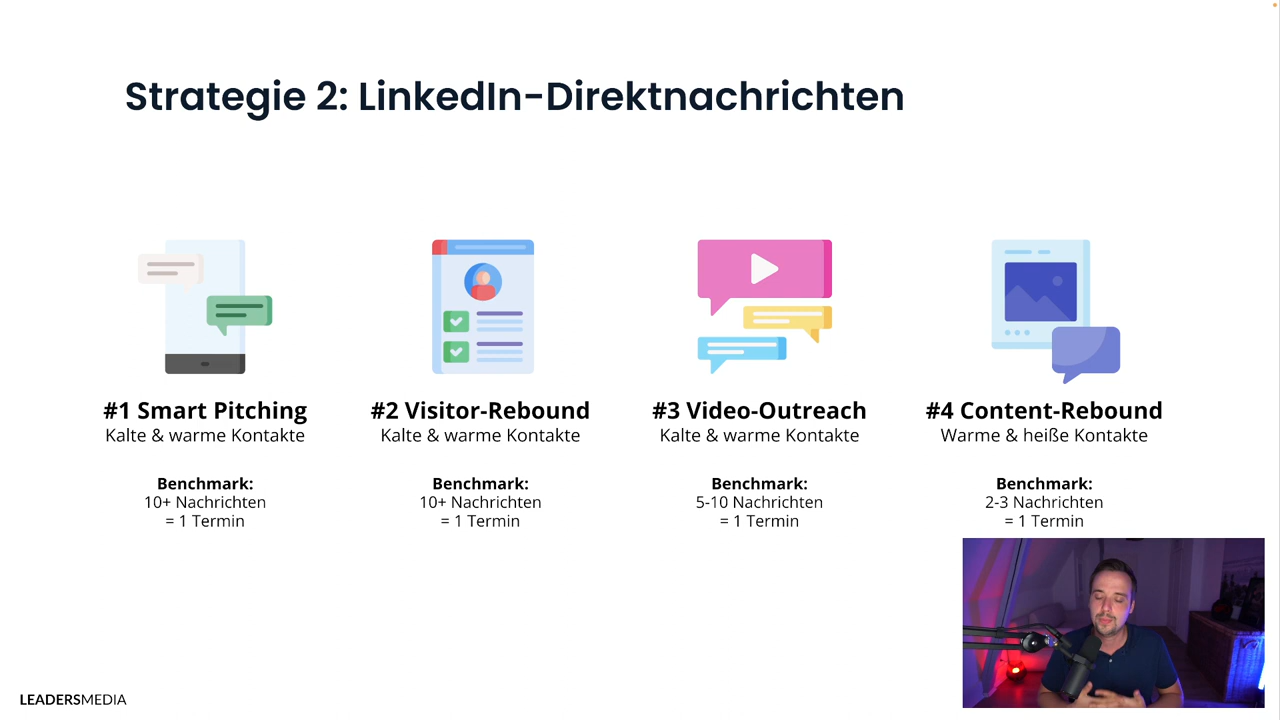 Strategie 2: LinkedIn-Direktnachrichten
#1 Smart Pitching
Kalte & warme Kontakte
Benchmark:
10+ Nachrichten
= 1 Termin
#2 Visitor-Rebound
Kalte & warme Kontakte
Benchmark:
10+ Nachrichten
= 1 Termin
#3 Video-Outreach
Kalte & warme Kontakte
Benchmark:
5-10 Nachrichten
= 1 Termin
#4 Content-Rebound
Warme & heiße Kontakte
Benchmark:
2-3 Nachrichten
= 1 Termin
LEADERSMEDIA